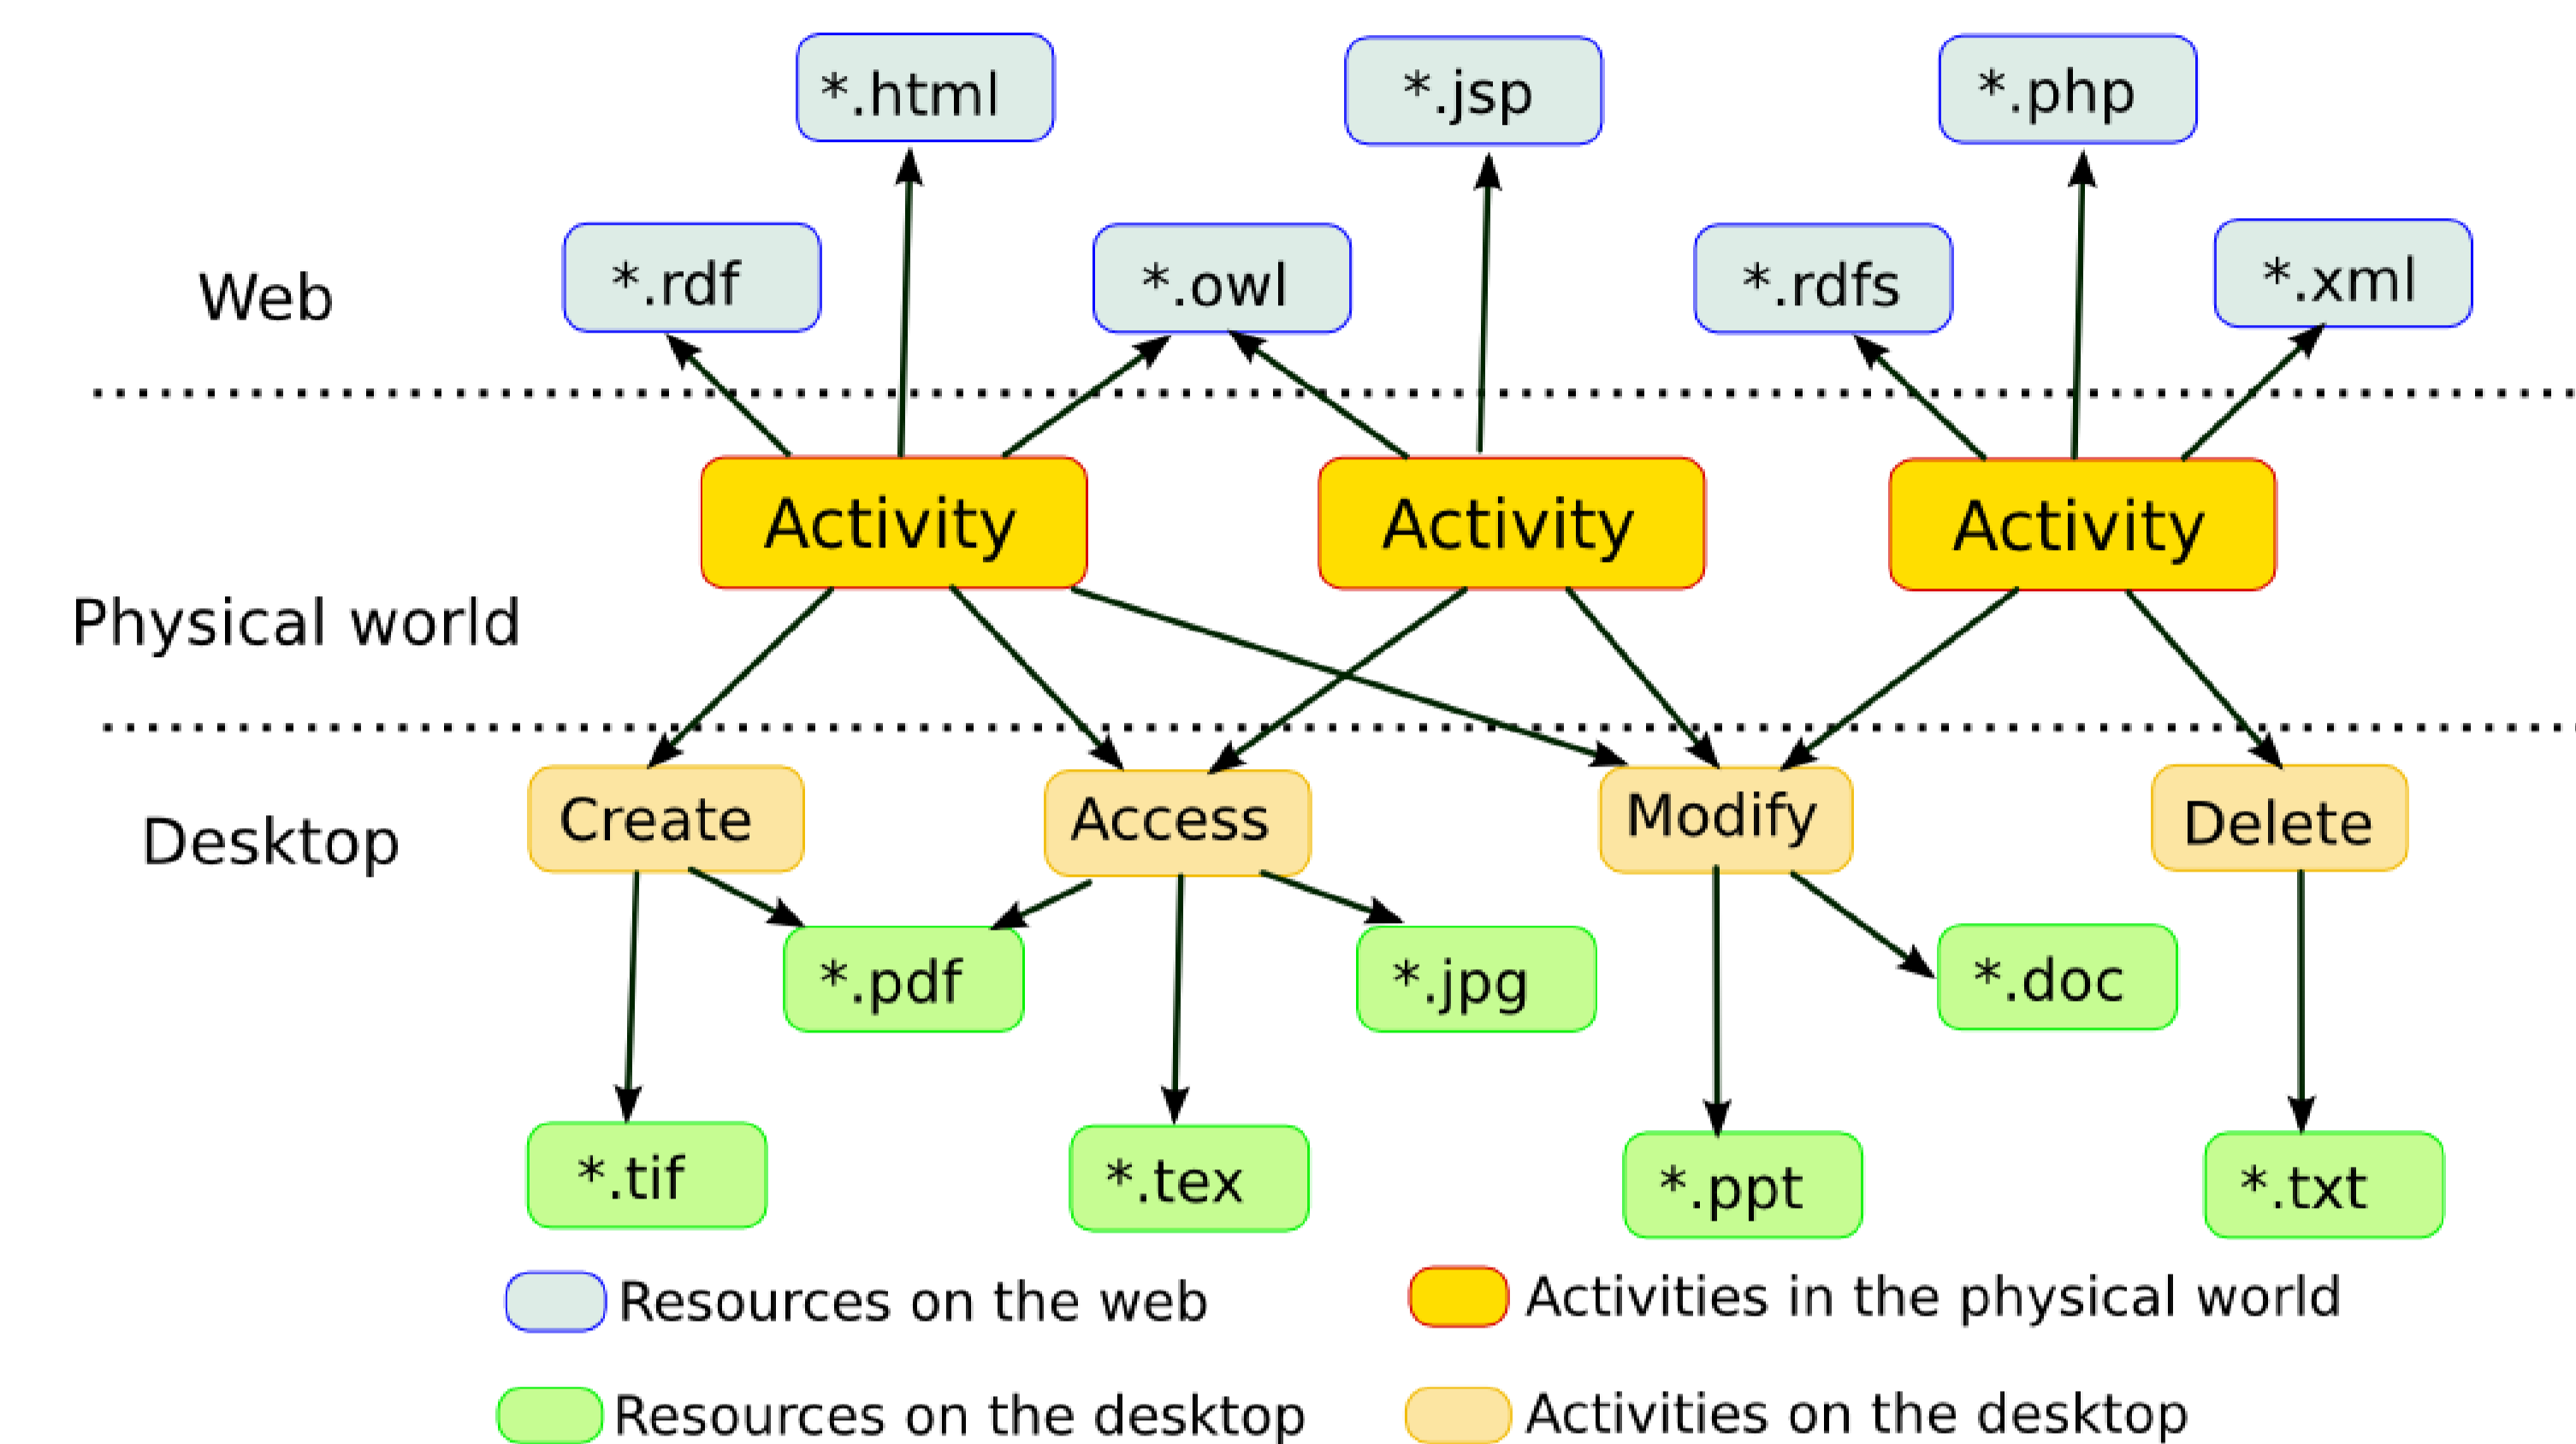 *.html
*.jsp
*.php
*.rdf
*.owl
*.rdfs
*.xml
Web
Activity
Activity
Activity
Physical world
Create
Access
Modify
Delete
Desktop
*.pdf
*.jpg
*.doc
*.tif
*.tex
*.ppt
*.txt
Resources on the web
Activities in the physical world
Resources on the desktop
Activities on the desktop